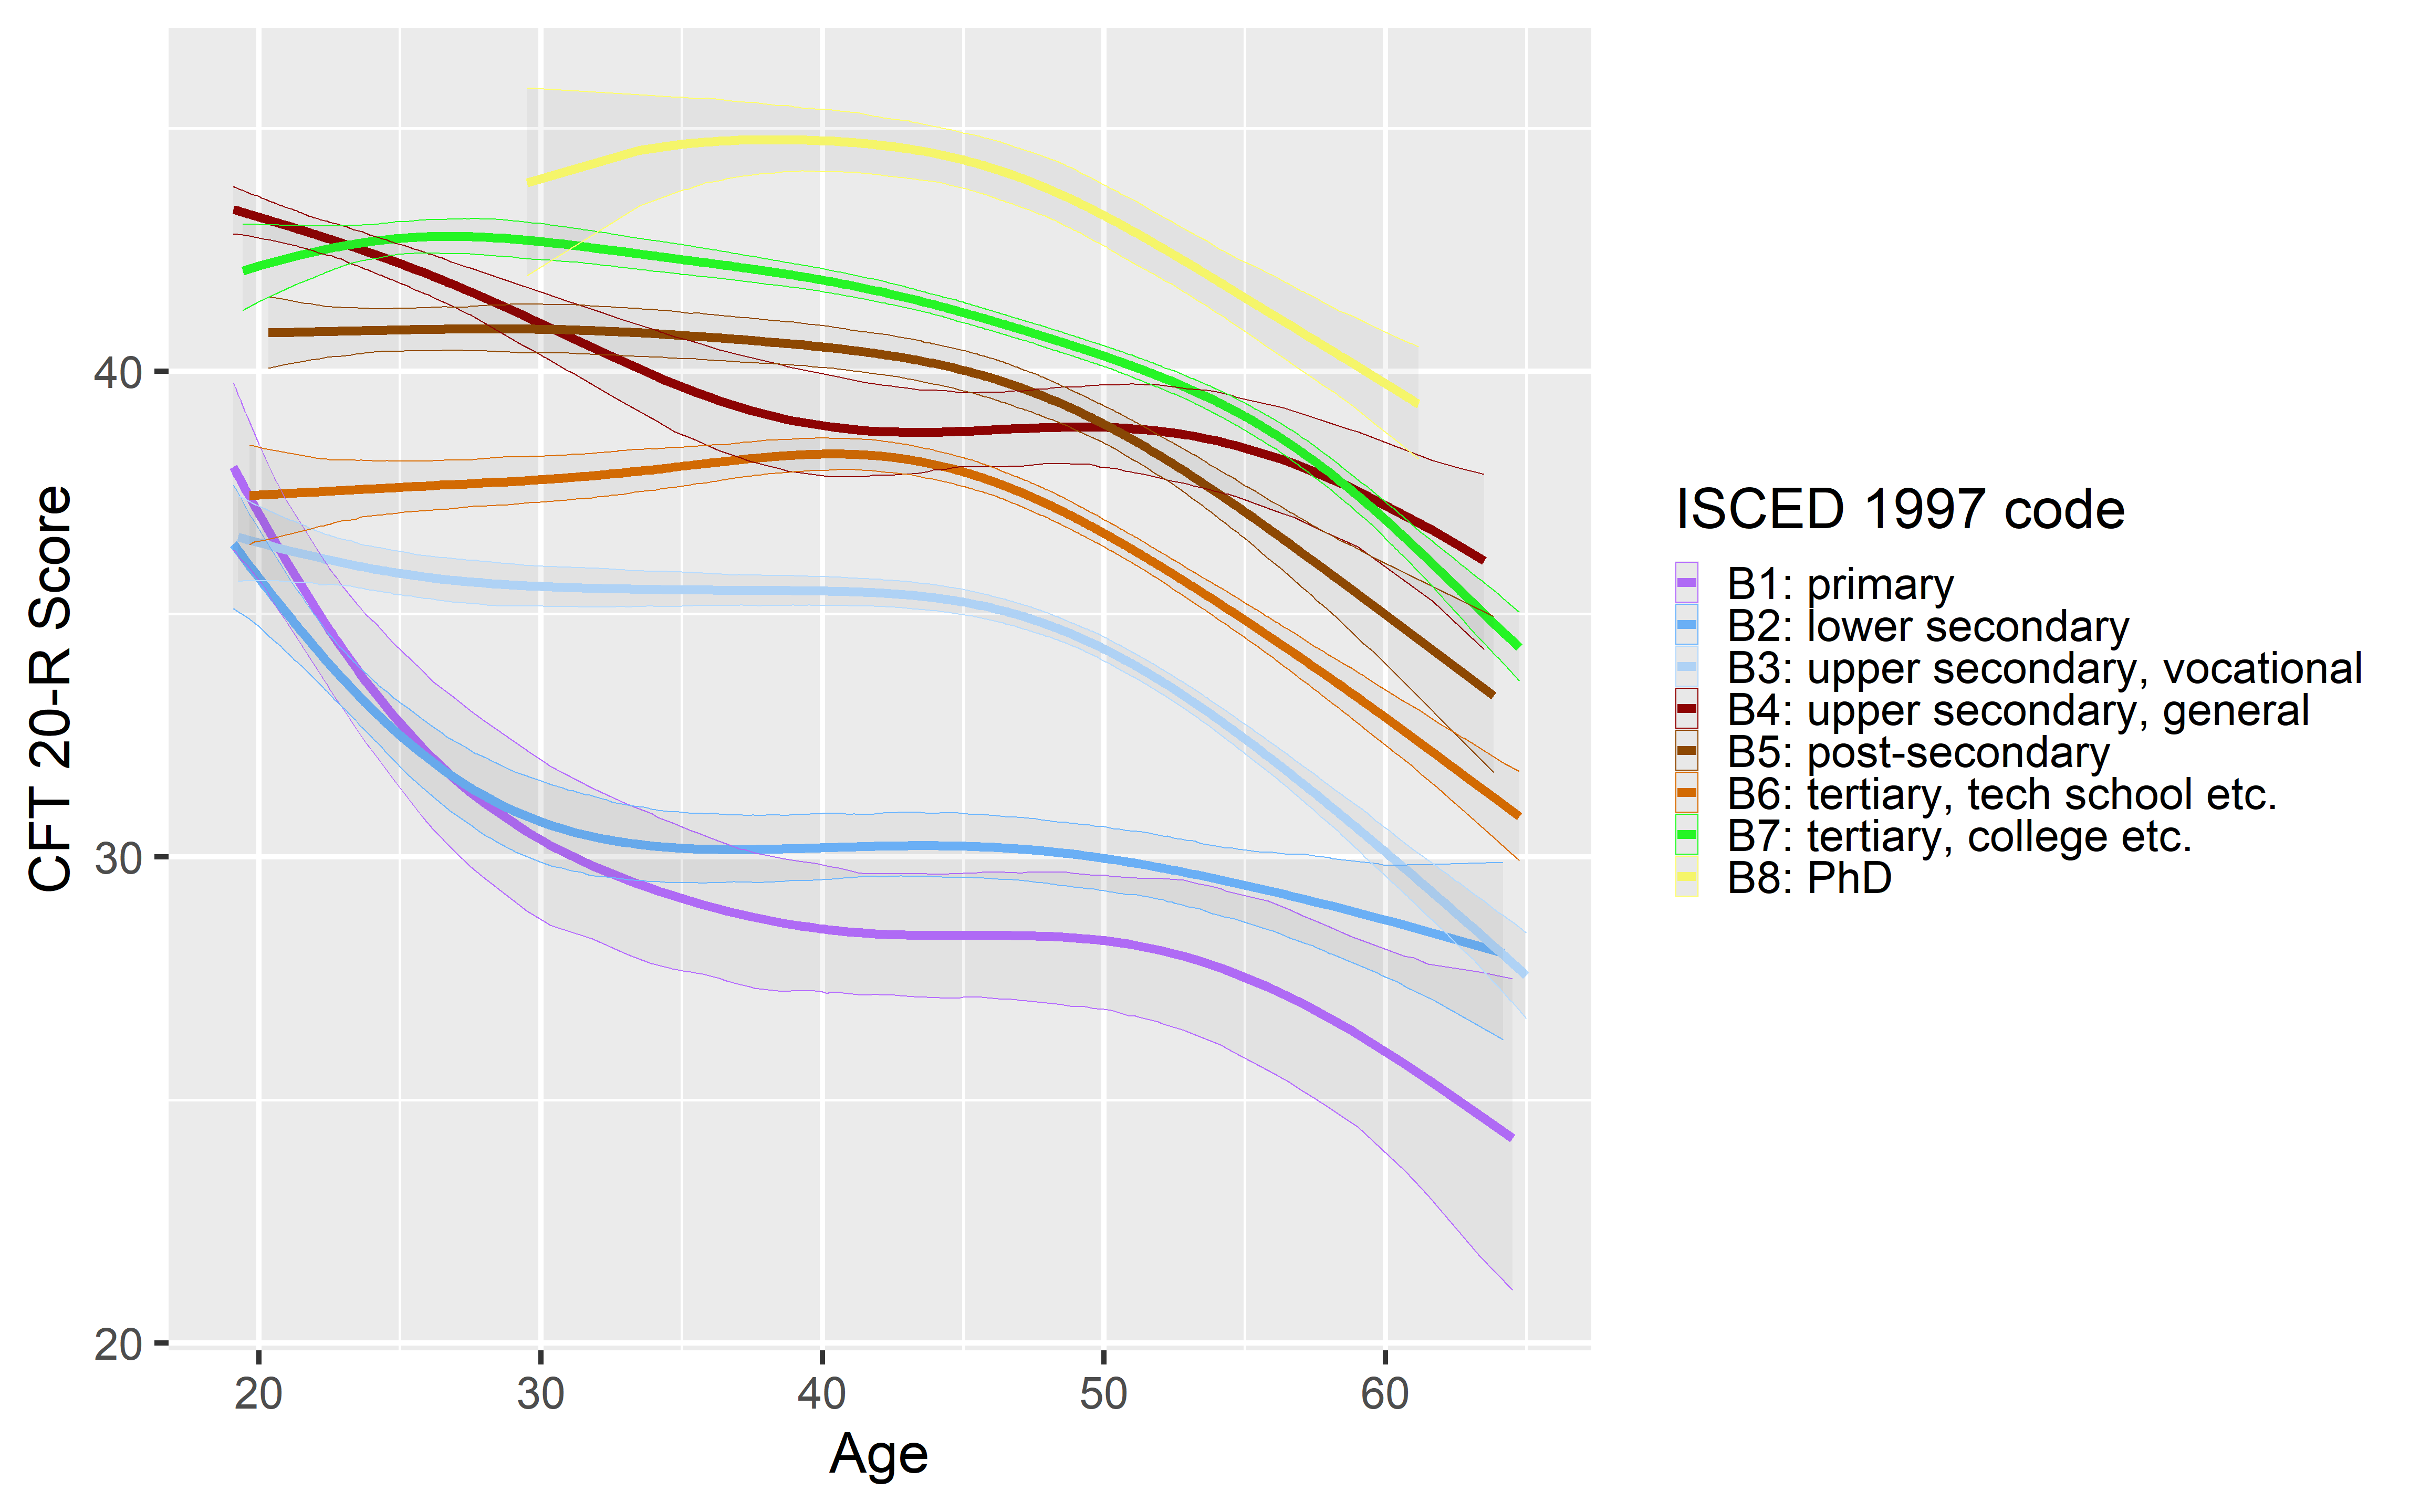 CFT 20-R Score
40
30
20
20 30 40 50 60
Age
ISCED 1997 code
B1: primary
B2: lower secondary
B3: upper secondary, vocational
B4: upper secondary, general
B5: post-secondary
B6: tertiary, tech school etc.
B7: tertiary, college etc.
B8: PhD